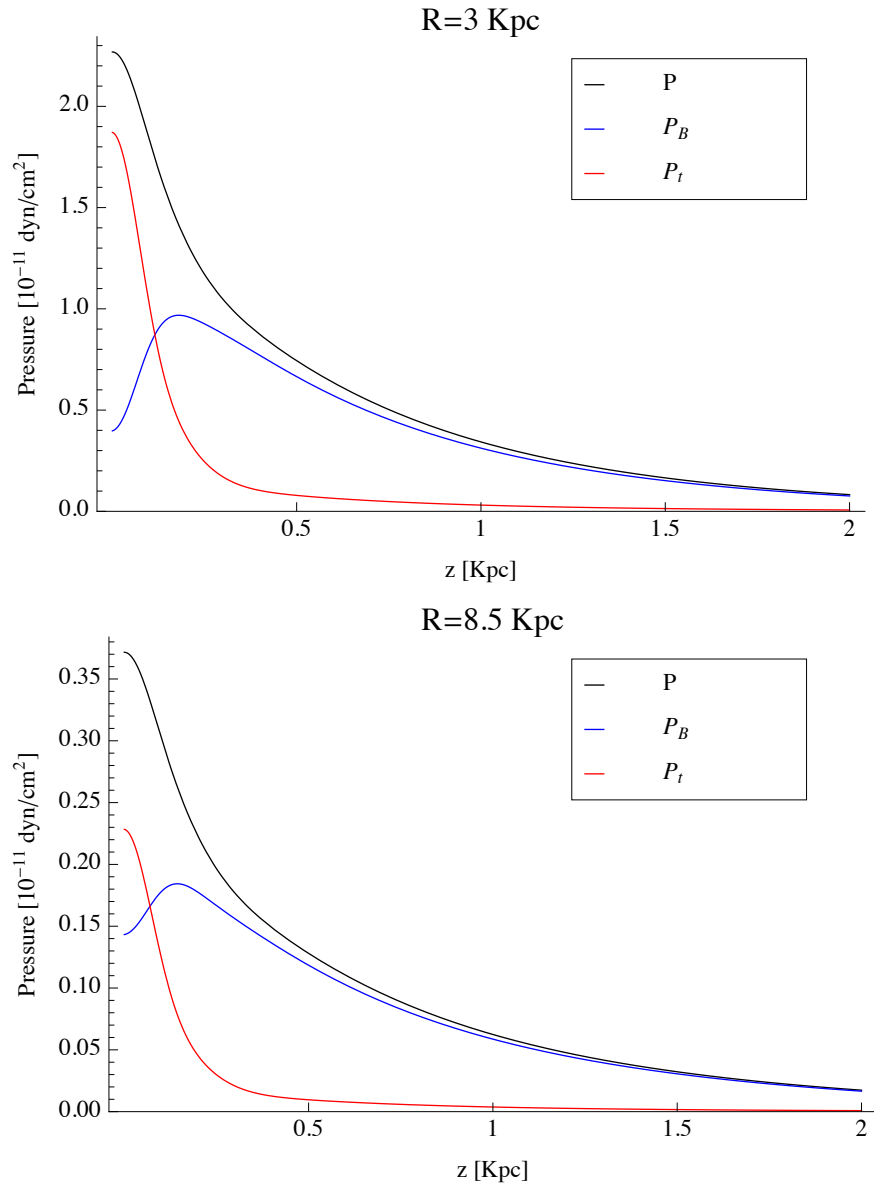 R=3 Kpc
P
P_B
P_t
Pressure [10^−11 dyn/cm^2]
2.0
1.5
1.0
0.5
0.0
0.5 1 1.5 2
z [Kpc]
R=8.5 Kpc
P
P_B
P_t
Pressure [10^−11 dyn/cm^2]
0.35
0.30
0.25
0.20
0.15
0.10
0.05
0.00
0.5 1 1.5 2
z [Kpc]